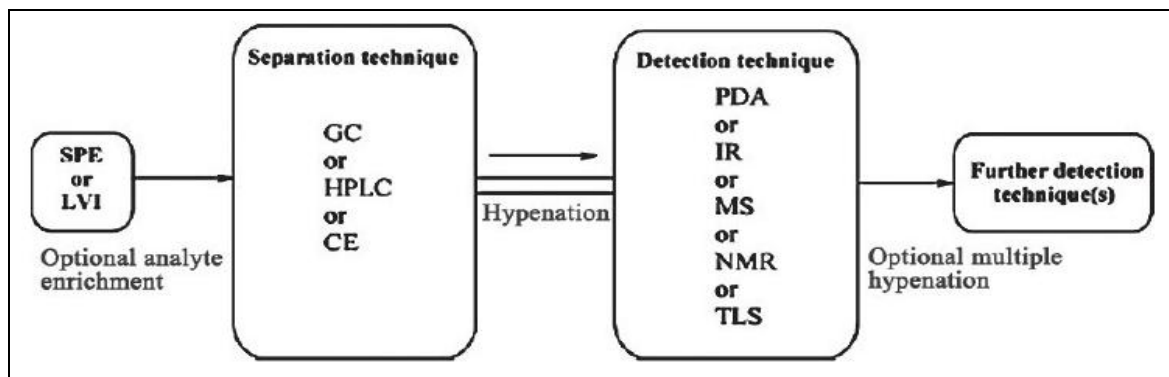 SPE
or
LVI
Optional analyte
enrichment
Separation technique
GC
or
HPLC
or
CE
Hypenation
Detection technique
PDA
or
IR
or
MS
or
NMR
or
TLS
Optional multiple
hypenation
Further detection
technique(s)